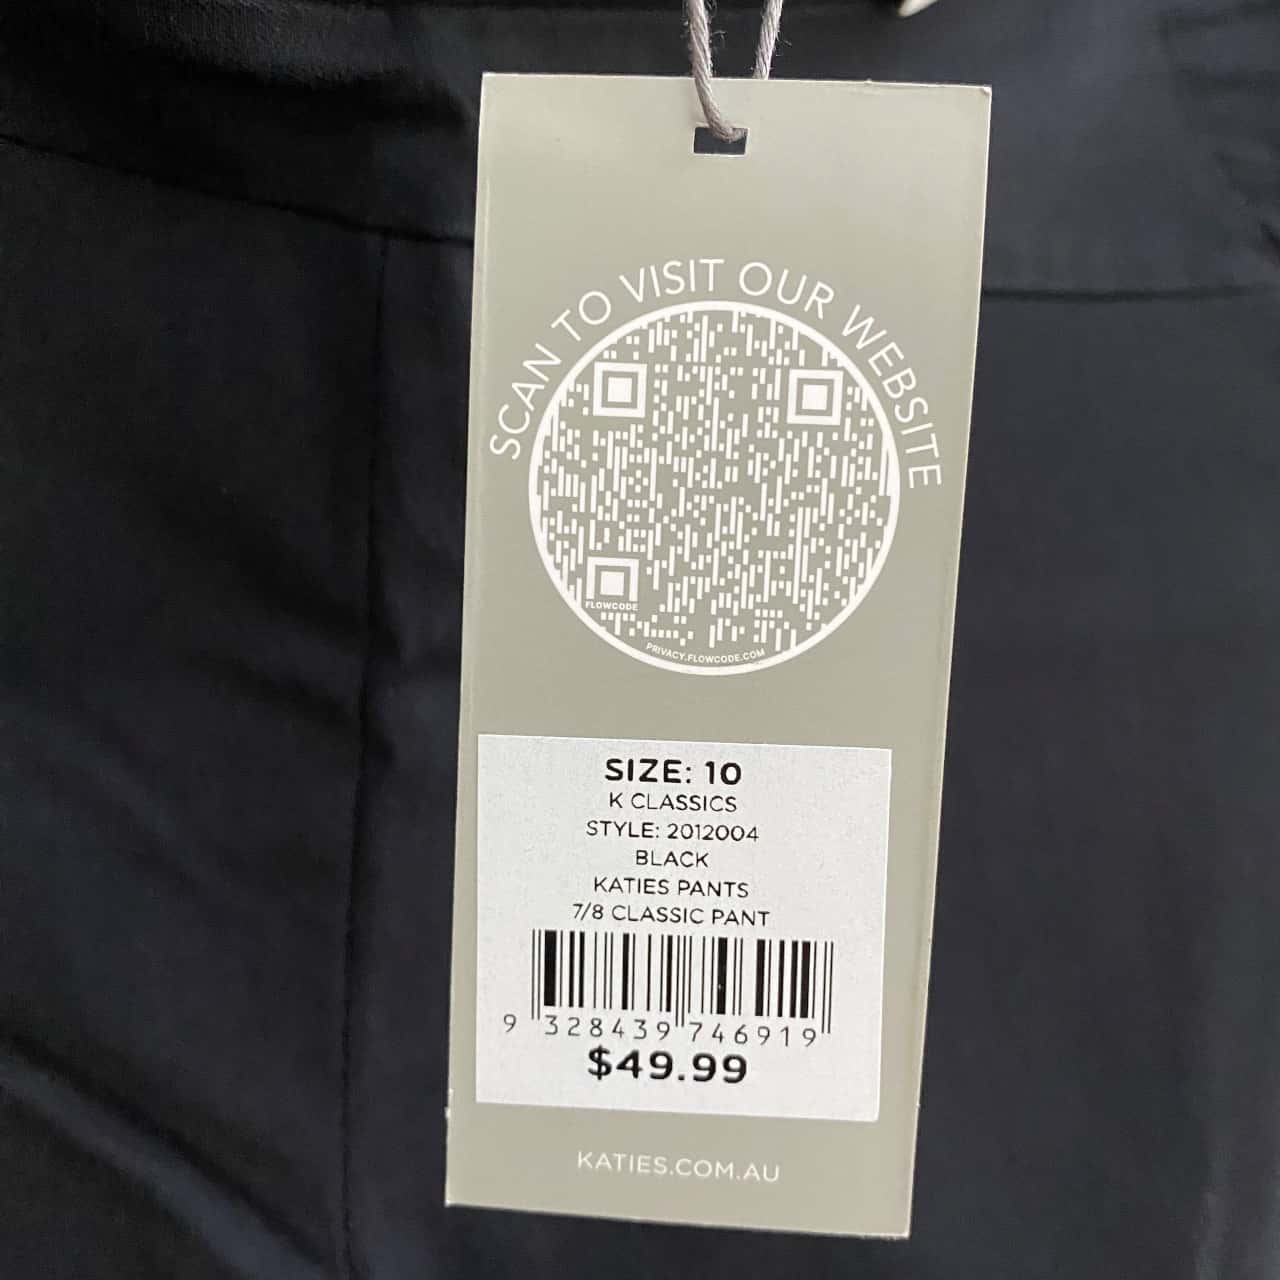 SCAN TO VISIT OUR WEBSITE
FLOWCODE
PRIVACY.FLOWCODE.COM
SIZE: 10
K CLASSICS
STYLE: 2012004
BLACK
KATIES PANTS
7/8 CLASSIC PANT
9 328439 746919
$49.99
KATIES.COM.AU